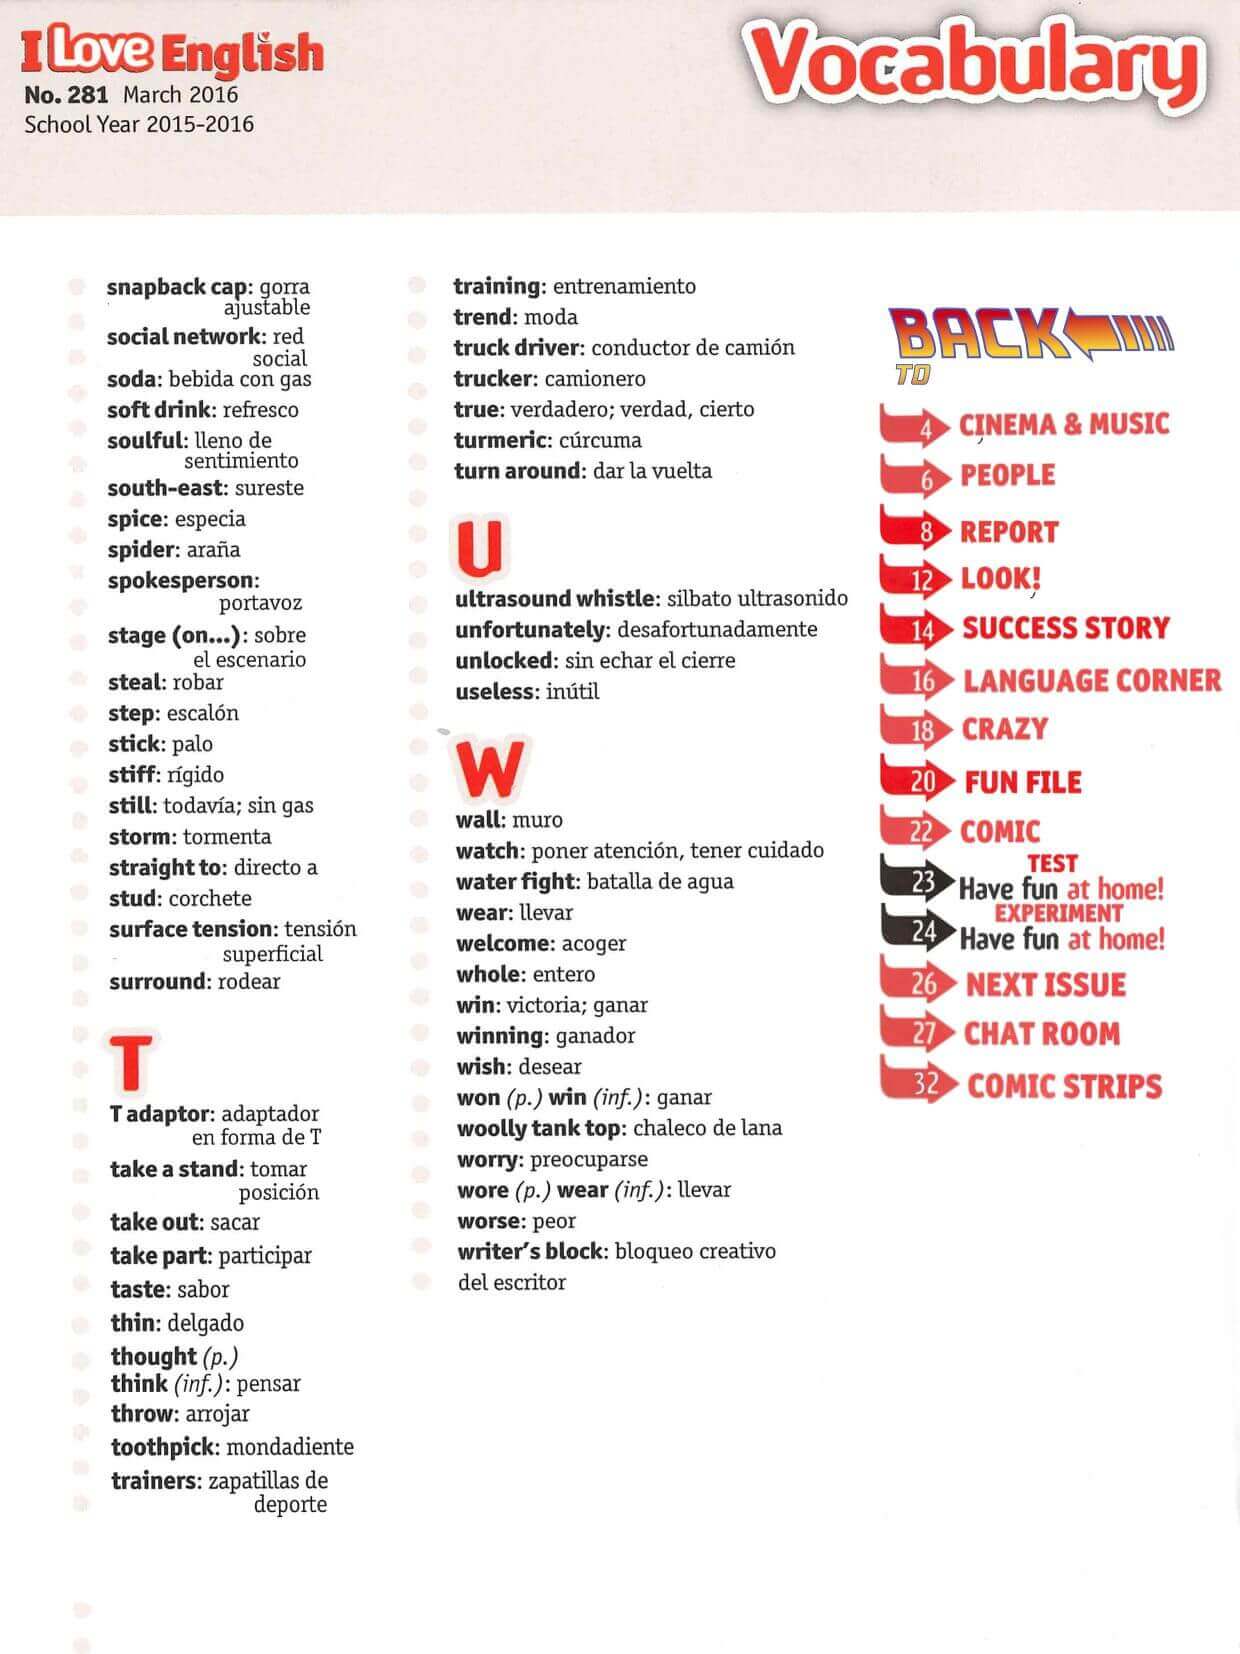 I Love English
No. 281 March 2016
School Year 2015-2016
Vocabulary
snapback cap: gorra
ajustable
social network: red
social
soda: bebida con gas
soft drink: refresco
soulful: lleno de
sentimiento
south-east: sureste
spice: especia
spider: araña
spokesperson:
portavoz
stage (on...): sobre
el escenario
steal: robar
step: escalón
stick: palo
stiff: rígido
still: todavía; sin gas
storm: tormenta
straight to: directo a
stud: corchete
surface tension: tensión
superficial
surround: rodear
T
T adaptor: adaptador
en forma de T
take a stand: tomar
posición
take out: sacar
take part: participar
taste: sabor
thin: delgado
thought (p.)
think (inf.): pensar
throw: arrojar
toothpick: mondadiente
trainers: zapatillas de
deporte
training: entrenamiento
trend: moda
truck driver: conductor de camión
trucker: camionero
true: verdadero; verdad, cierto
turmeric: cúrcuma
turn around: dar la vuelta
U
ultrasound whistle: silbato ultrasonido
unfortunately: desafortunadamente
unlocked: sin echar el cierre
useless: inútil
W
wall: muro
watch: poner atención, tener cuidado
water fight: batalla de agua
wear: llevar
welcome: acoger
whole: entero
win: victoria; ganar
winning: ganador
wish: desear
won (p.) win (inf.): ganar
woolly tank top: chaleco de lana
worry: preocuparse
wore (p.) wear (inf.): llevar
worse: peor
writer's block: bloqueo creativo
del escritor
BACK
TO
4 CINEMA & MUSIC
6 PEOPLE
8 REPORT
12 LOOK!
14 SUCCESS STORY
16 LANGUAGE CORNER
18 CRAZY
20 FUN FILE
22 COMIC
TEST
23 Have fun at home!
EXPERIMENT
24 Have fun at home!
26 NEXT ISSUE
27 CHAT ROOM
32 COMIC STRIPS